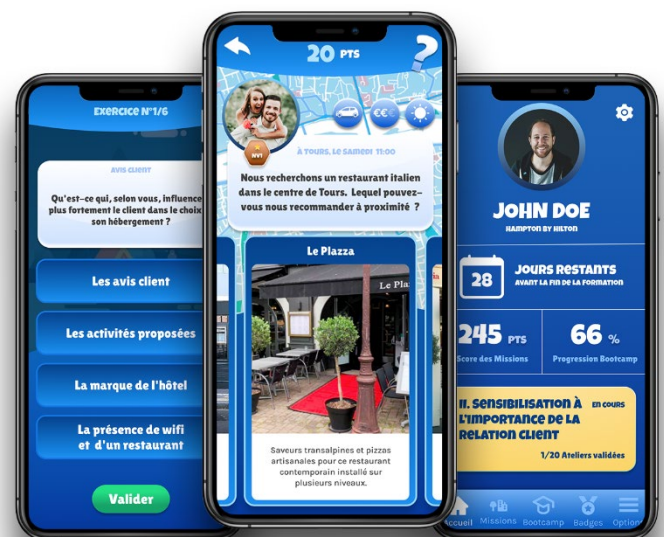 EXERCICE N°1/6
AVIS CLIENT
Qu'est-ce qui, selon vous, influence
plus fortement le client dans le choix
son hébergement ?
Les avis client
Les activités proposées
La marque de l'hôtel
La présence de wifi
et d'un restaurant
Valider
20 PTS
?
€€
NV1
À TOURS, LE SAMEDI 11:00
Nous recherchons un restaurant italien
dans le centre de Tours. Lequel pouvez-
vous nous recommander à proximité ?
Le Plazza
Le Pla
Saveurs transalpines et pizzas
artisanales pour ce restaurant
contemporain installé sur
plusieurs niveaux.
JOHN DOE
HAMPTON BY HILTON
28
JOURS RESTANTS
AVANT LA FIN DE LA FORMATION
245 PTS
Score des Missions
66 %
Progression Bootcamp
II. SENSIBILISATION À
L'IMPORTANCE DE LA
RELATION CLIENT
EN COURS
1/20 Ateliers validées
Accueil Missions Bootcamp Badges Option